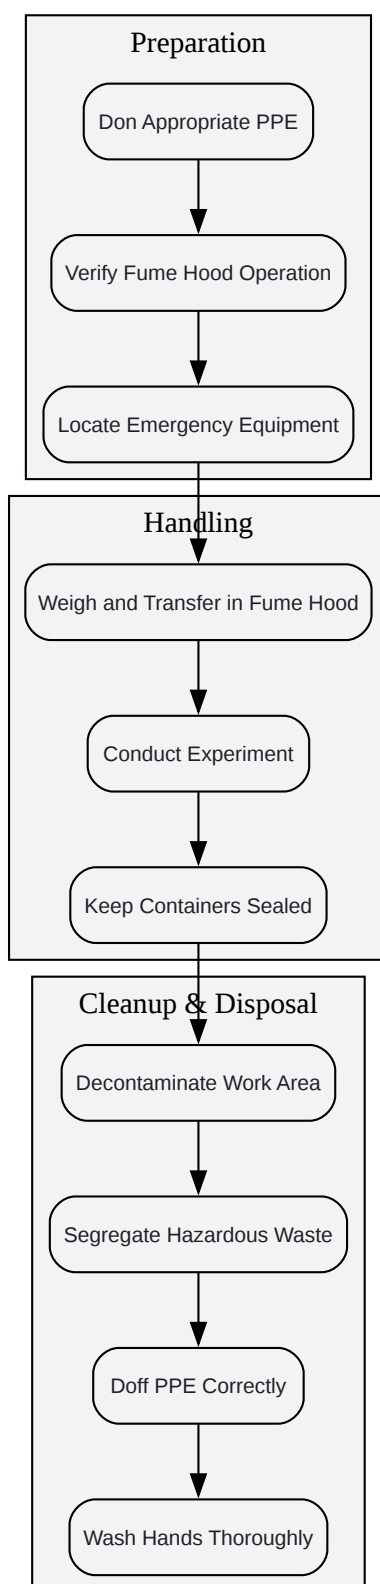 Preparation
Don Appropriate PPE
Verify Fume Hood Operation
Locate Emergency Equipment
Handling
Weigh and Transfer in Fume Hood
Conduct Experiment
Keep Containers Sealed
Cleanup & Disposal
Decontaminate Work Area
Segregate Hazardous Waste
Doff PPE Correctly
Wash Hands Thoroughly